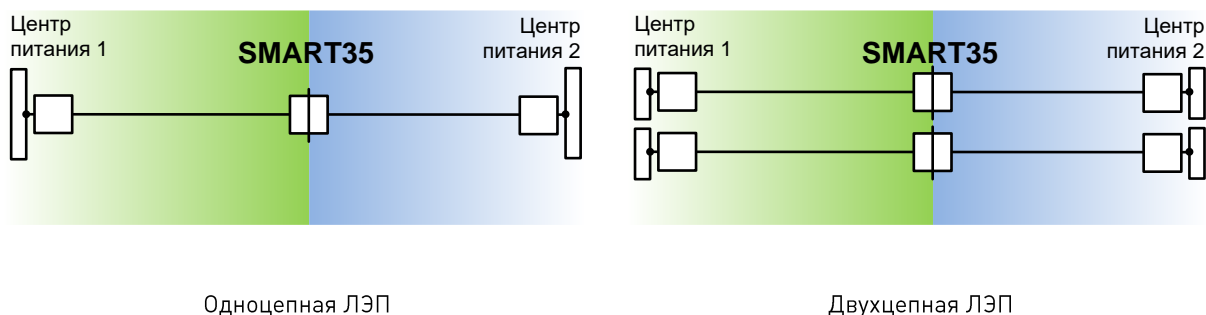 Центр
питания 1
SMART35
Центр
питания 2
Одноцепная ЛЭП
Центр
питания 1
SMART35
Центр
питания 2
Двухцепная ЛЭП